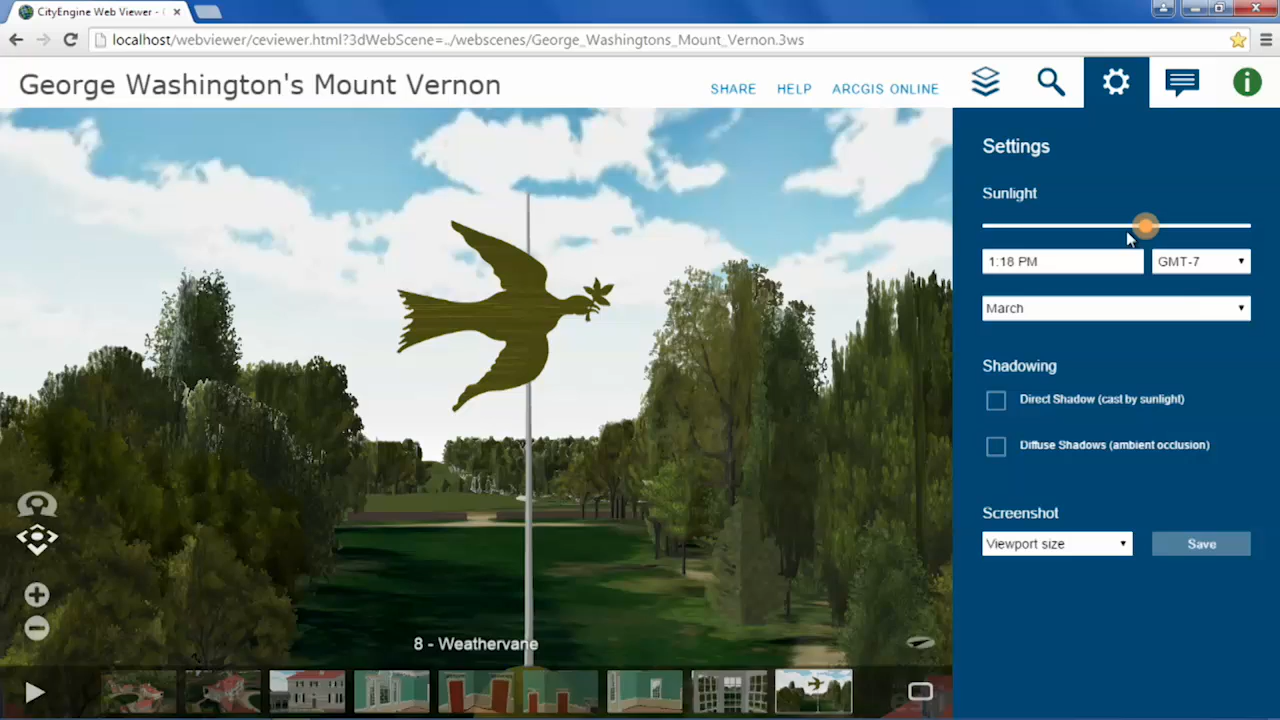 CityEngine Web Viewer - (
localhost/webviewer/ceviewer.html?3dWebScene=../webscenes/George_Washingtons_Mount_Vernon.3ws
George Washington's Mount Vernon
SHARE HELP ARCGIS ONLINE
Settings
Sunlight
1:18 PM GMT-7
March
Shadowing
Direct Shadow (cast by sunlight)
Diffuse Shadows (ambient occlusion)
Screenshot
Viewport size Save
8 - Weathervane